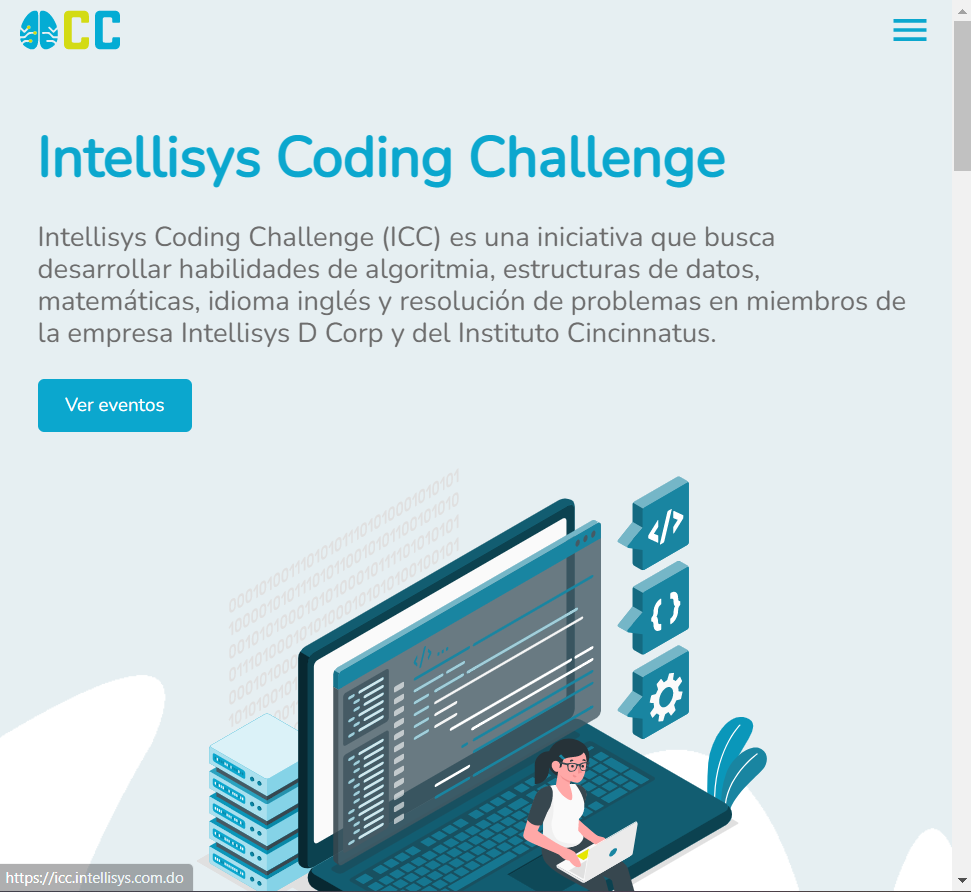 CC
Intellisys Coding Challenge
Intellisys Coding Challenge (ICC) es una iniciativa que busca
desarrollar habilidades de algoritmia, estructuras de datos,
matemáticas, idioma inglés y resolución de problemas en miembros de
la empresa Intellisys D Corp y del Instituto Cincinnatus.
Ver eventos
</>
{ }
</> ...
https://icc.intellisys.com.do